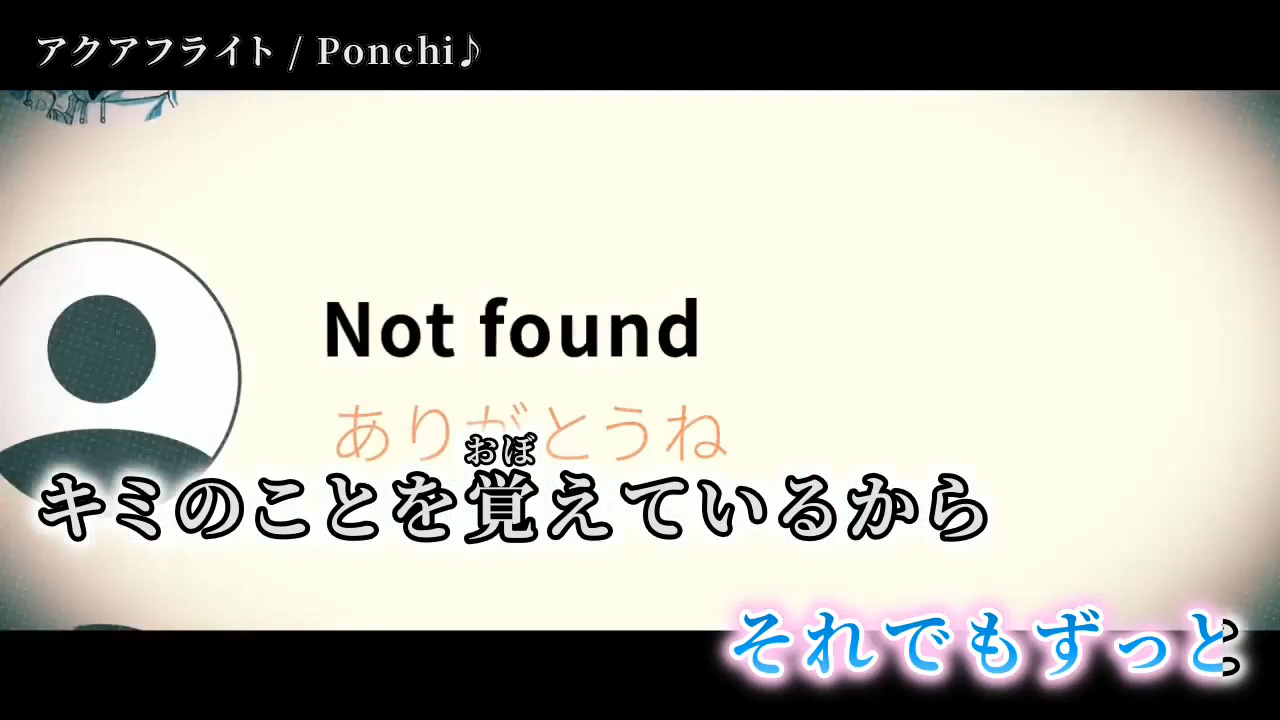 アクアフライト / Ponchi♪
Not found
ありがとうね
おぼ
キミのことを覚えているから
それでもずっと